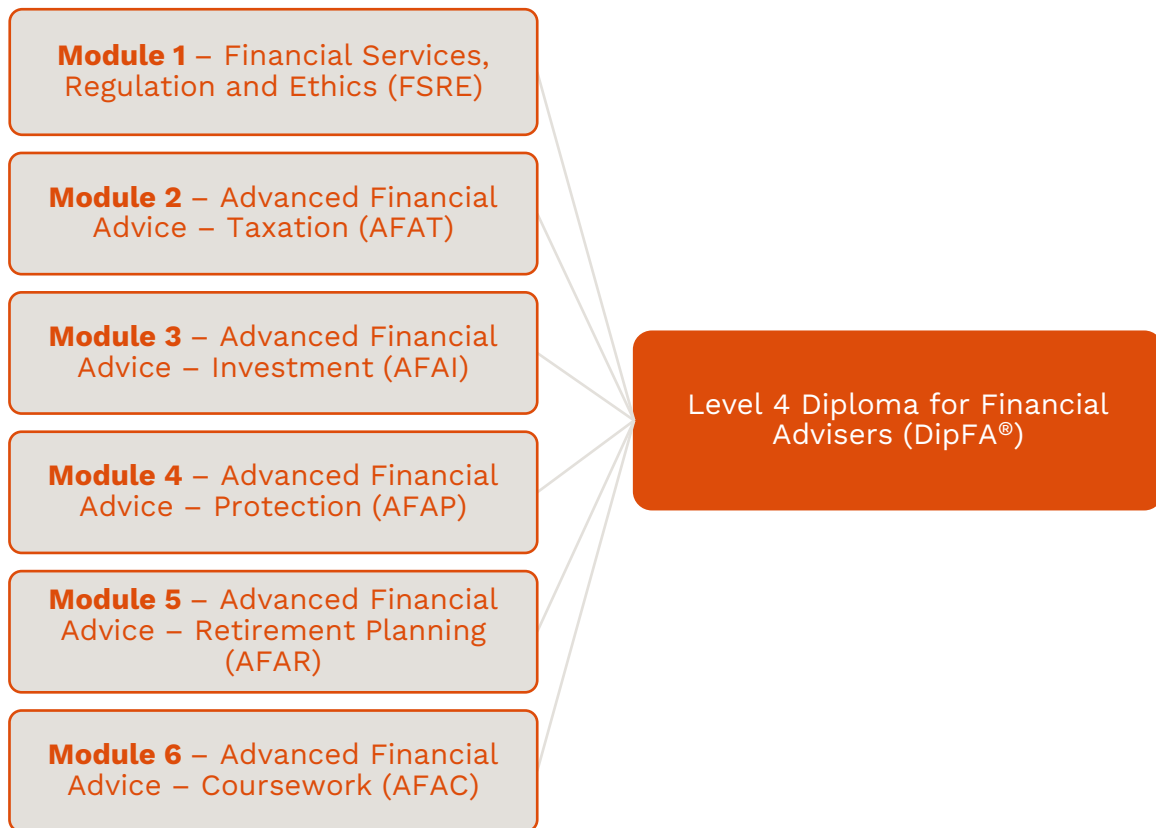 Module 1 – Financial Services,
Regulation and Ethics (FSRE)
Module 2 – Advanced Financial
Advice – Taxation (AFAT)
Module 3 – Advanced Financial
Advice – Investment (AFAI)
Module 4 – Advanced Financial
Advice – Protection (AFAP)
Module 5 – Advanced Financial
Advice – Retirement Planning
(AFAR)
Module 6 – Advanced Financial
Advice – Coursework (AFAC)
Level 4 Diploma for Financial
Advisers (DipFA®)